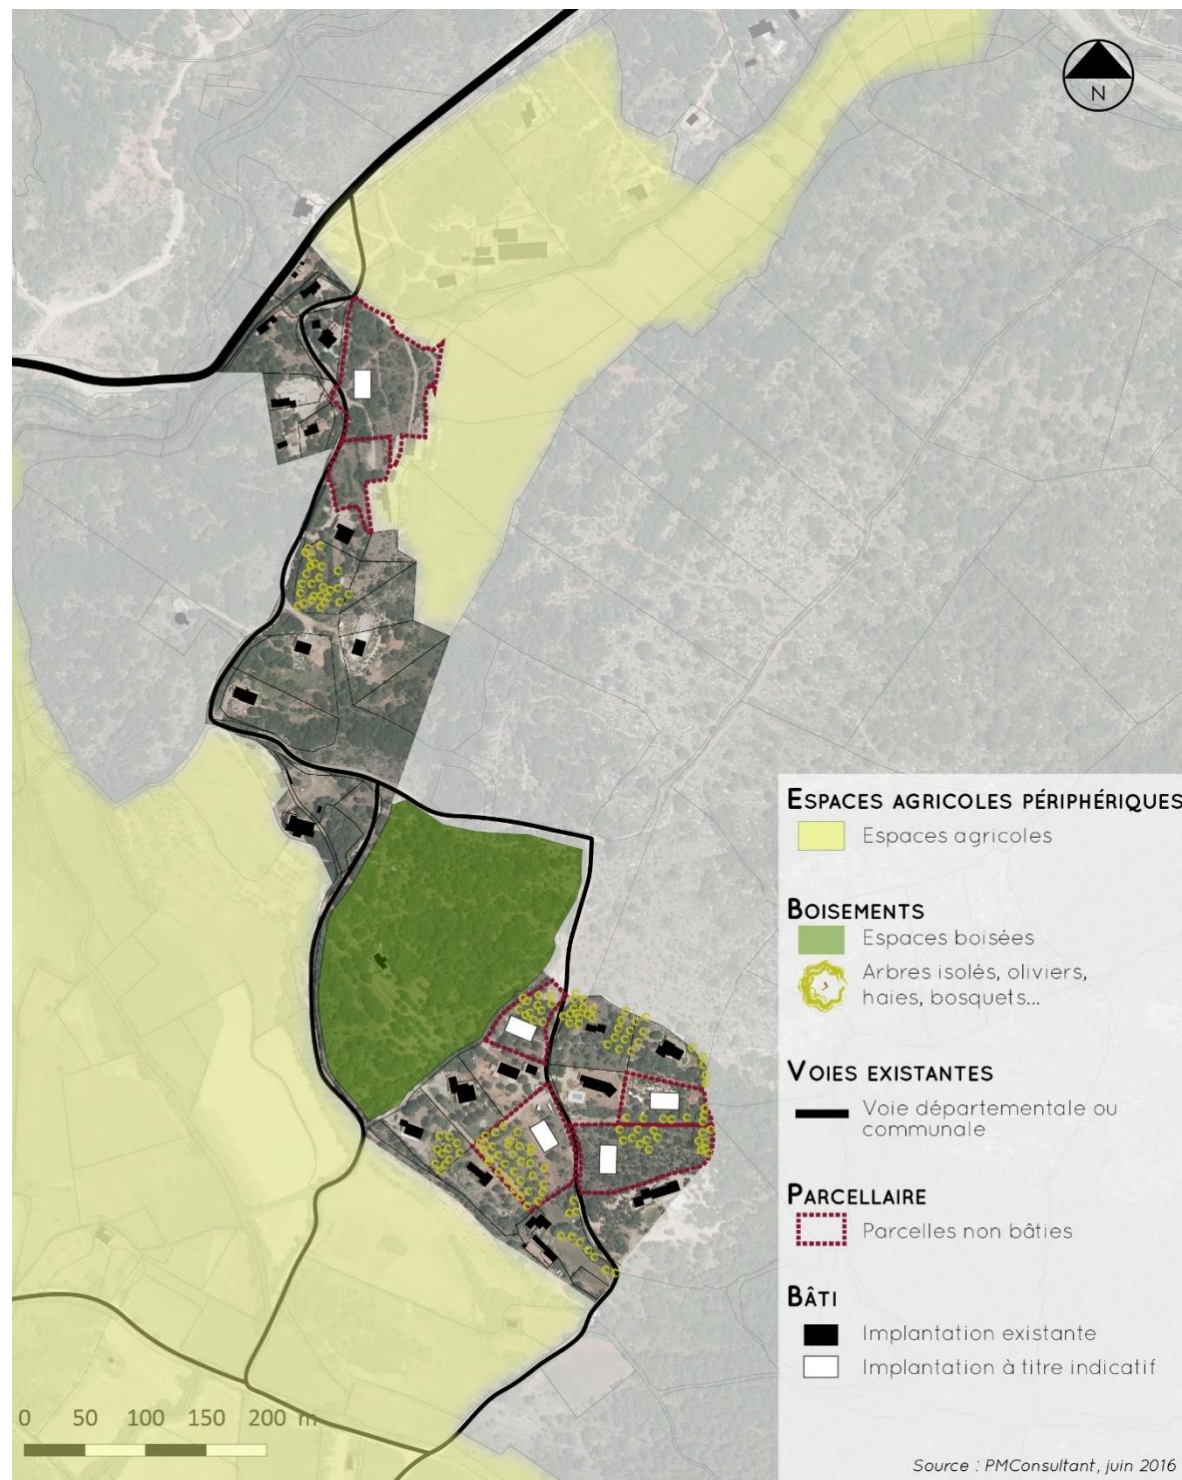 N
ESPACES AGRICOLES PÉRIPHÉRIQUES
Espaces agricoles
BOISEMENTS
Espaces boisées
Arbres isolés, oliviers,
haies, bosquets...
VOIES EXISTANTES
Voie départementale ou
communale
PARCELLAIRE
Parcelles non bâties
BÂTI
Implantation existante
Implantation à titre indicatif
0 50 100 150 200 m
Source : PMConsultant, juin 2016